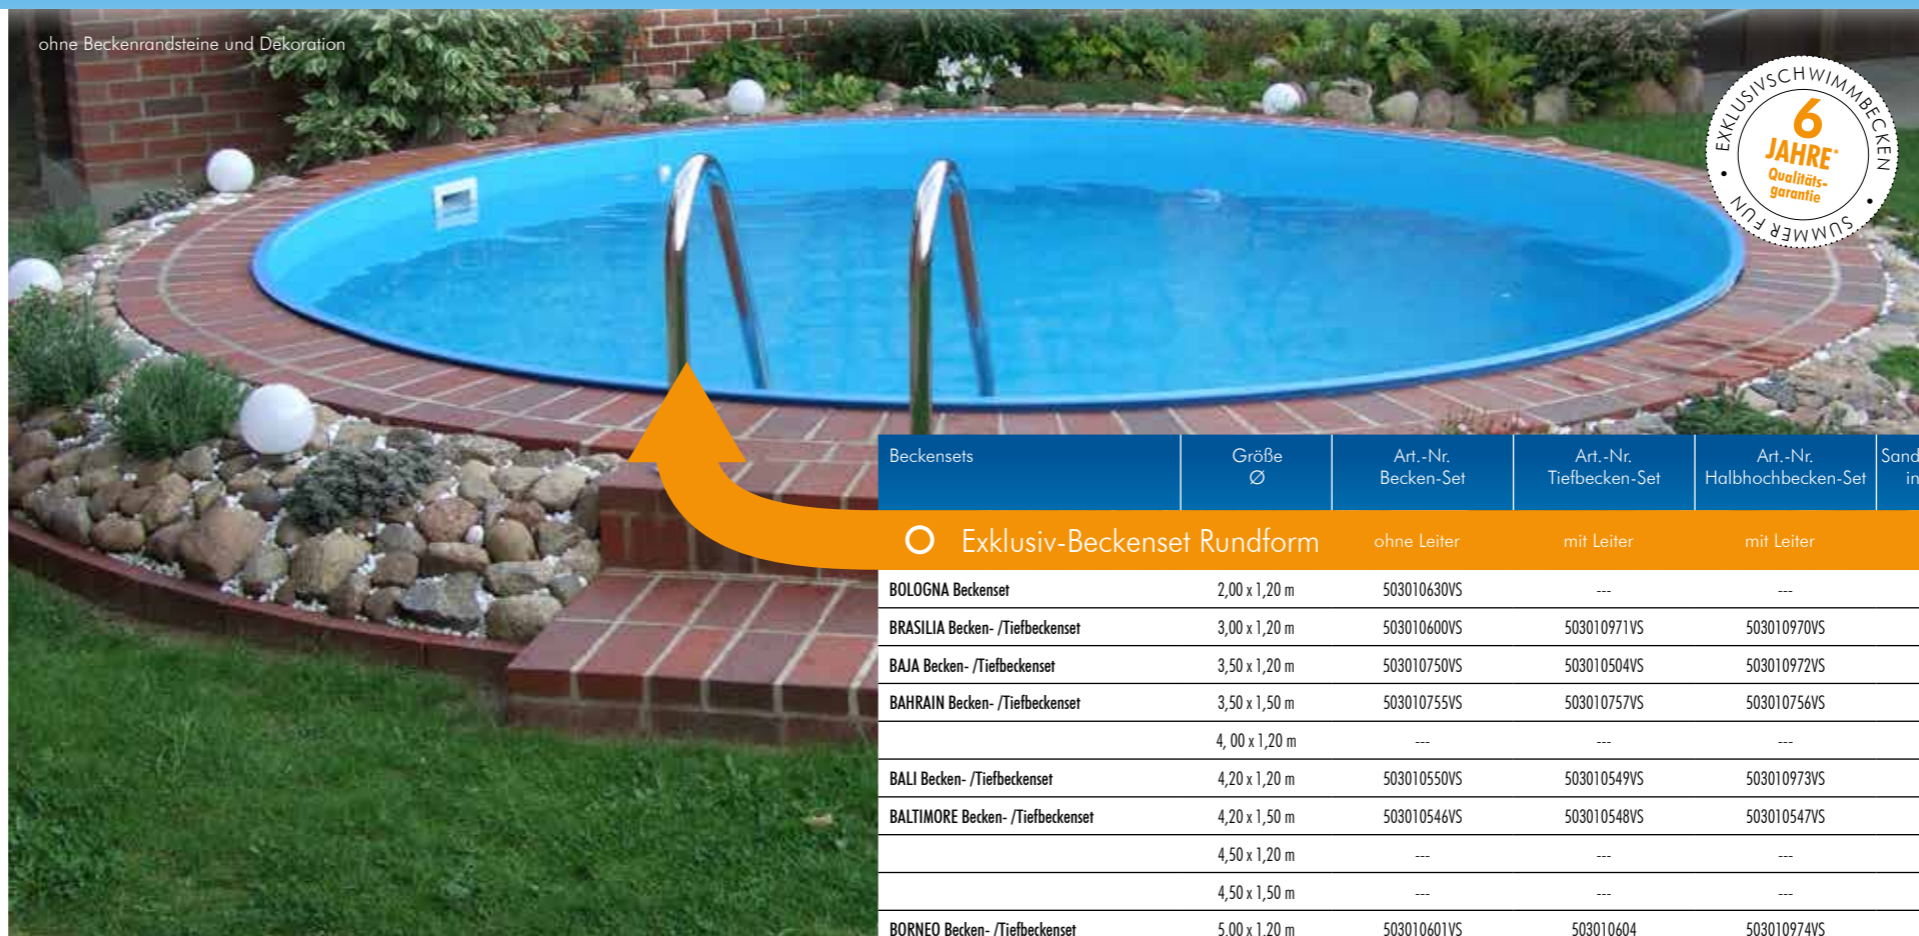 ohne Beckenrandsteine und Dekoration
EXKLUSIVSCHWIMMBECKEN
6
JAHRE*
Qualitäts-
garantie
SUMMER FUN
Beckensets Größe Ø Art.-Nr. Becken-Set Art.-Nr. Tiefbecken-Set Art.-Nr. Halbhochbecken-Set Sand in
Exklusiv-Beckenset Rundform ohne Leiter mit Leiter mit Leiter
BOLOGNA Beckenset 2,00 x 1,20 m 503010630VS --- ---
BRASILIA Becken- /Tiefbeckenset 3,00 x 1,20 m 503010600VS 503010971VS 503010970VS
BAJA Becken- /Tiefbeckenset 3,50 x 1,20 m 503010750VS 503010504VS 503010972VS
BAHRAIN Becken- /Tiefbeckenset 3,50 x 1,50 m 503010755VS 503010757VS 503010756VS
4, 00 x 1,20 m --- --- ---
BALI Becken- /Tiefbeckenset 4,20 x 1,20 m 503010550VS 503010549VS 503010973VS
BALTIMORE Becken- /Tiefbeckenset 4,20 x 1,50 m 503010546VS 503010548VS 503010547VS
4,50 x 1,20 m --- --- ---
4,50 x 1,50 m --- --- ---
BORNEO Becken- /Tiefbeckenset 5,00 x 1,20 m 503010601VS 503010604 503010974VS